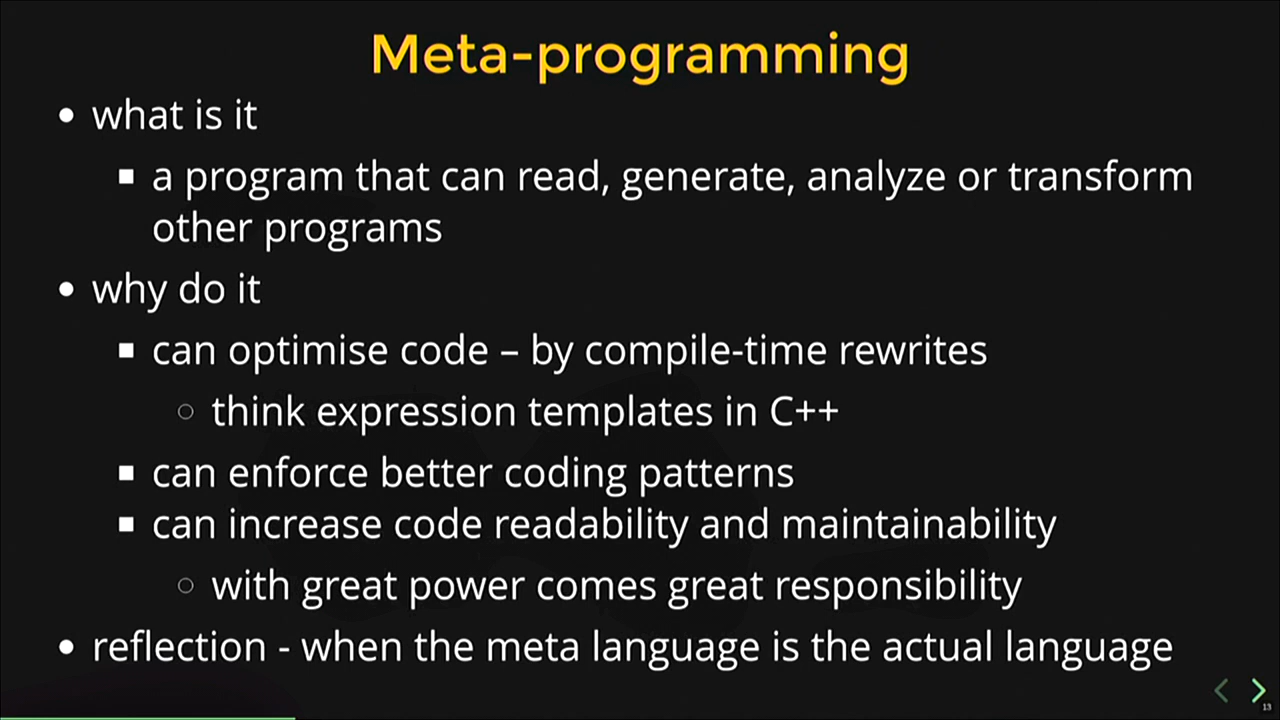 Meta-programming
• what is it
▪ a program that can read, generate, analyze or transform
other programs
• why do it
▪ can optimise code – by compile-time rewrites
○ think expression templates in C++
▪ can enforce better coding patterns
▪ can increase code readability and maintainability
○ with great power comes great responsibility
• reflection - when the meta language is the actual language
13